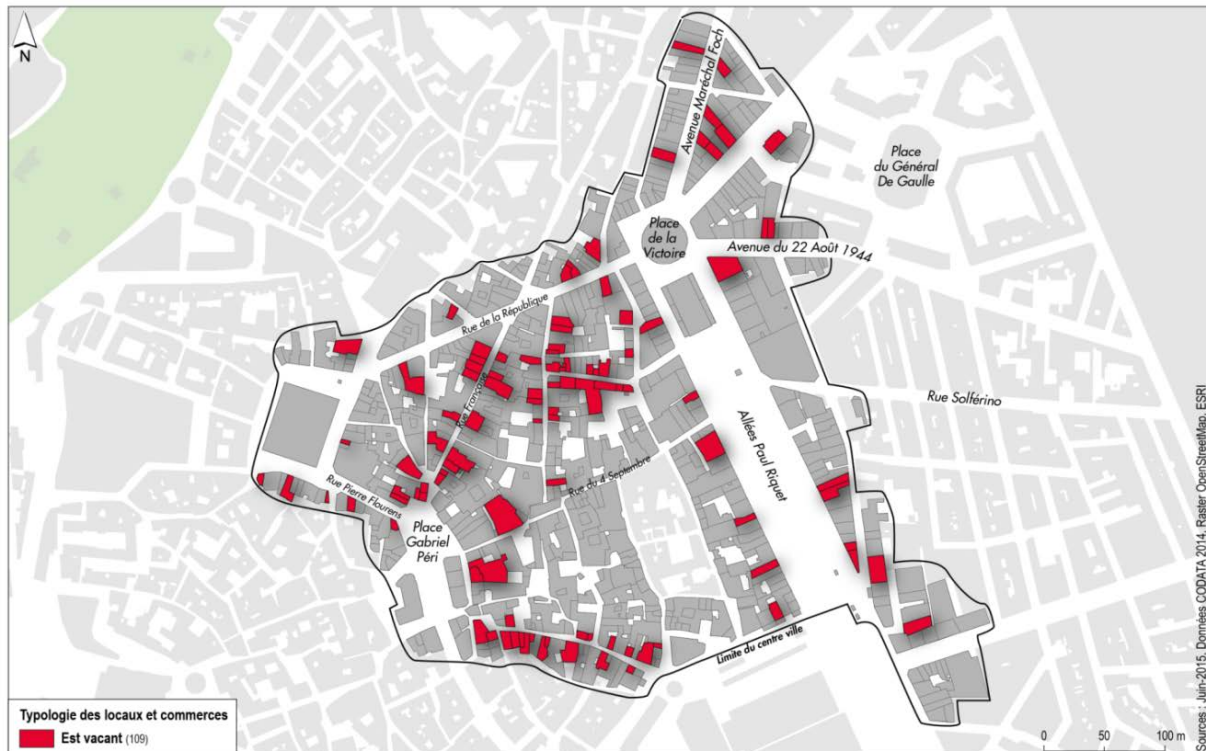 N
Avenue Maréchal Foch
Place
du Général
De Gaulle
Place
de la
Victoire
Avenue du 22 Août 1944
Rue de la République
Rue Française
Rue Solférino
Allées Paul Riquet
Rue du 4 Septembre
Rue Pierre Flourens
Place
Gabriel
Péri
Limite du centre ville
Typologie des locaux et commerces
Est vacant (109)
0 50 100 m
Sources : Juin-2015, Données CODATA 2014, Raster OpenStreetMap, ESRI